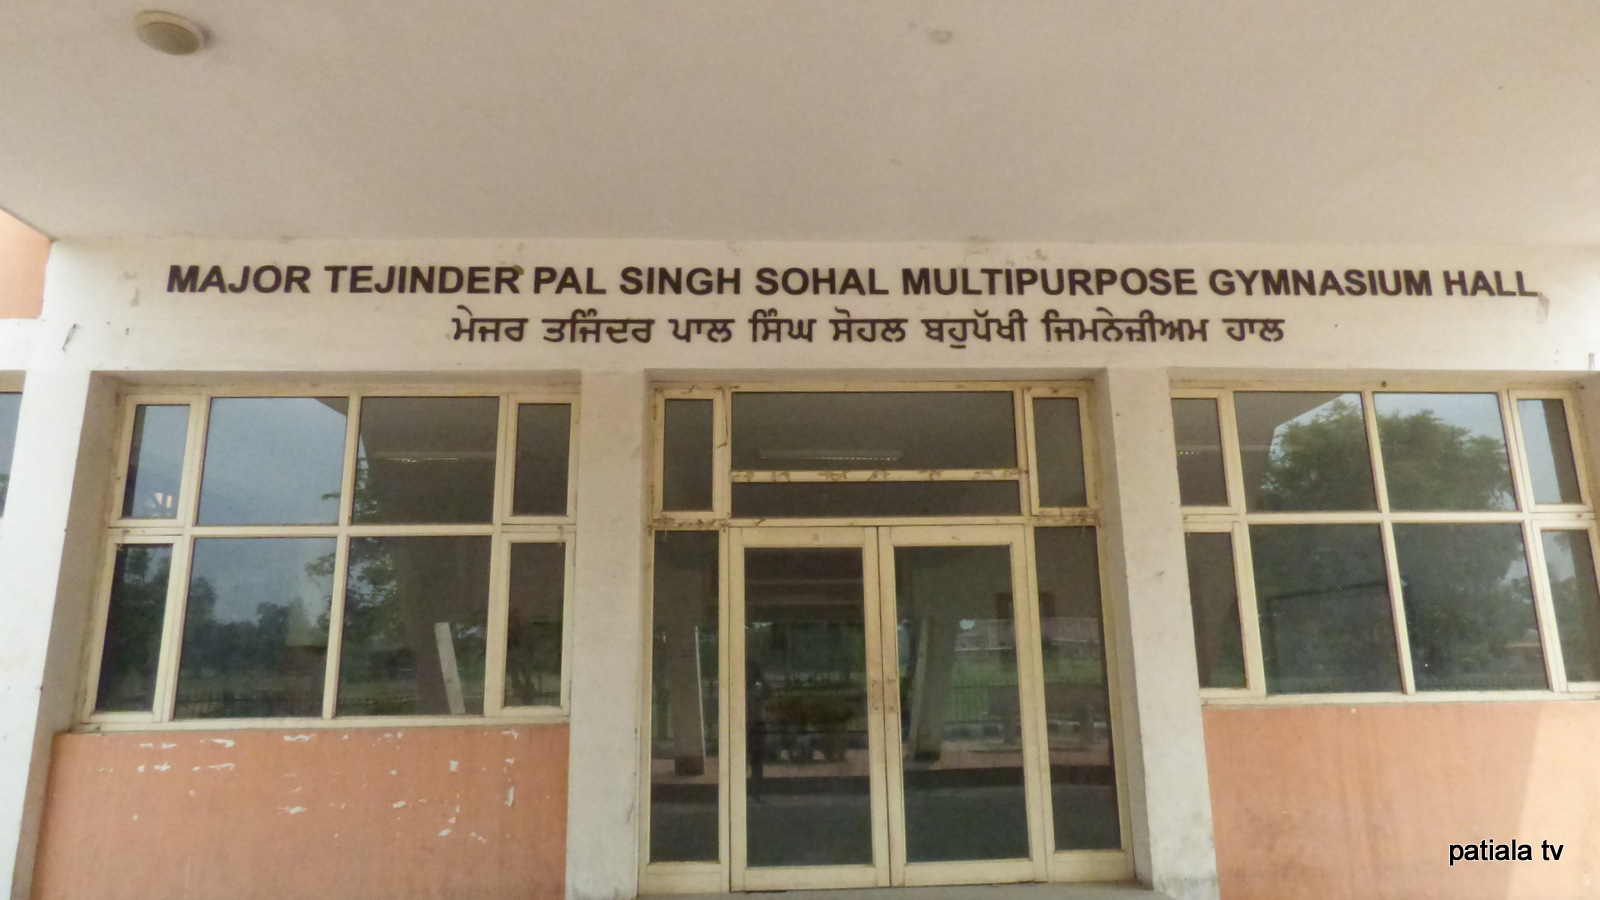 MAJOR TEJINDER PAL SINGH SOHAL MULTIPURPOSE GYMNASIUM HALL
ਮੇਜਰ ਤਜਿੰਦਰ ਪਾਲ ਸਿੰਘ ਸੋਹਲ ਬਹੁਪੱਖੀ ਜਿਮਨੇਜ਼ੀਅਮ ਹਾਲ
patiala tv